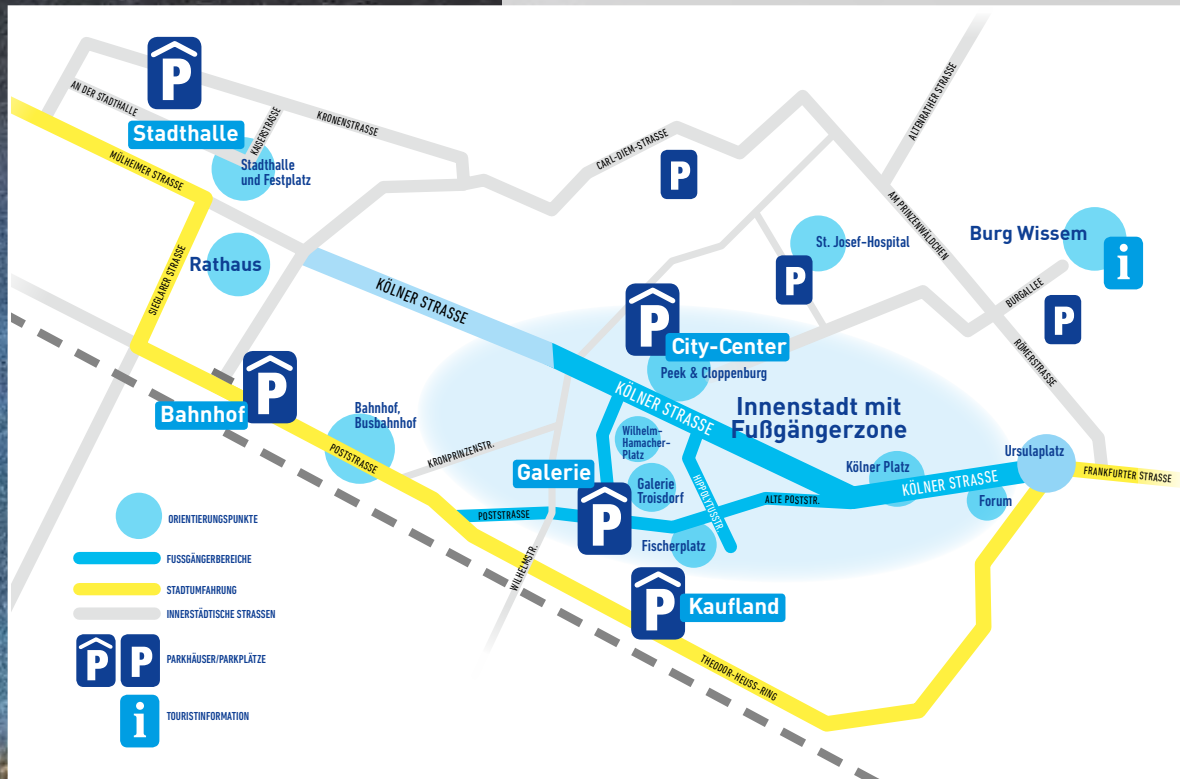 P
AN DER STADTHALLE
Stadthalle
KAISERSTRASSE
KRONENSTRASSE
Stadthalle
und Festplatz
MÜLHEIMER STRASSE
CARL-DIEM-STRASSE
P
ALTENRATHER STRASSE
AM PRINZENWÄLDCHEN
St. Josef-Hospital
P
Burg Wissem
i
BURGALLEE
P
RÖMERSTRASSE
SIEGLARER STRASSE
Rathaus
KÖLNER STRASSE
P
City-Center
Peek & Cloppenburg
KÖLNER STRASSE
Innenstadt mit
Fußgängerzone
P
Bahnhof
Bahnhof,
Busbahnhof
POSTSTRASSE
KRONPRINZENSTR.
Wilhelm-
Hamacher-
Platz
Galerie
P
Galerie
Troisdorf
HIPPOLYTUSSTR.
Kölner Platz
KÖLNER STRASSE
Ursulaplatz
FRANKFURTER STRASSE
Forum
POSTSTRASSE
ALTE POSTSTR.
Fischerplatz
WILHELMSTR.
P
Kaufland
THEODOR-HEUSS-RING
ORIENTIERUNGSPUNKTE
FUSSGÄNGERBEREICHE
STADTUMFAHRUNG
INNERSTÄDTISCHE STRASSEN
P P PARKHÄUSER/PARKPLÄTZE
i TOURISTINFORMATION